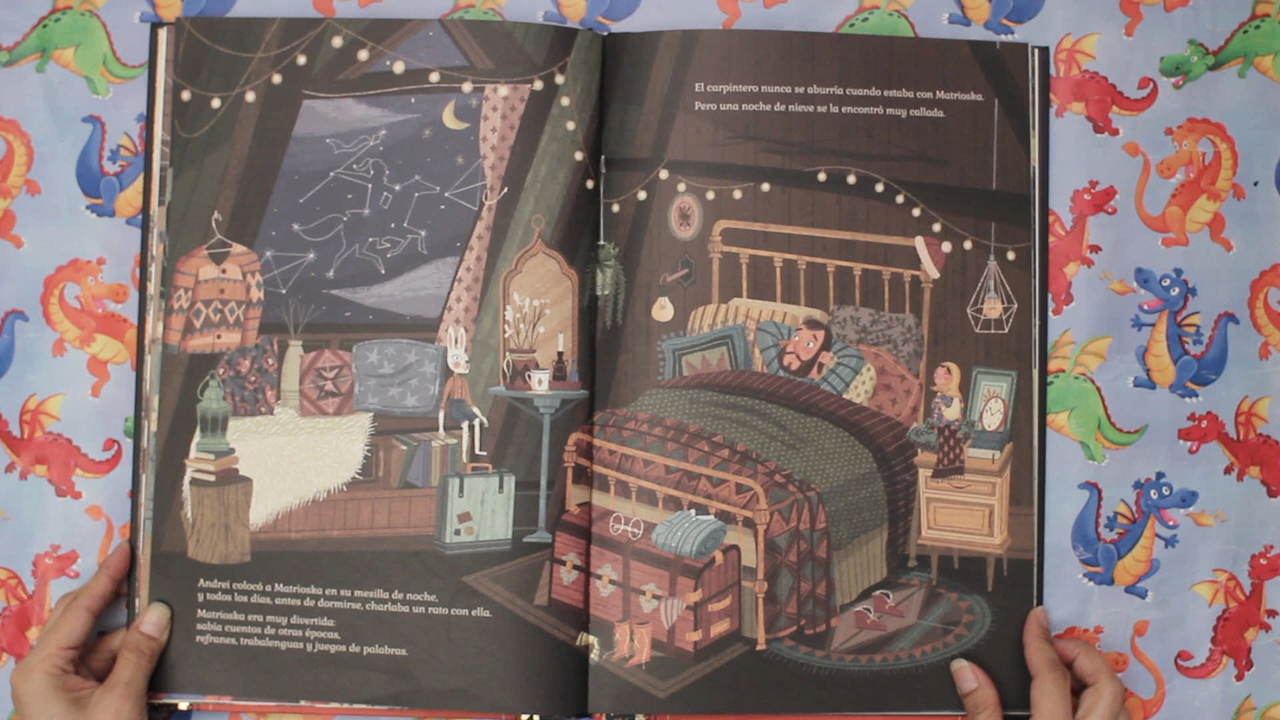 Andrei colocó a Matrioska en su mesilla de noche,
y todos los días, antes de dormirse, charlaba un rato con ella.
Matrioska era muy divertida:
sabía cuentos de otras épocas,
refranes, trabalenguas y juegos de palabras.
El carpintero nunca se aburría cuando estaba con Matrioska.
Pero una noche de nieve se la encontró muy callada.